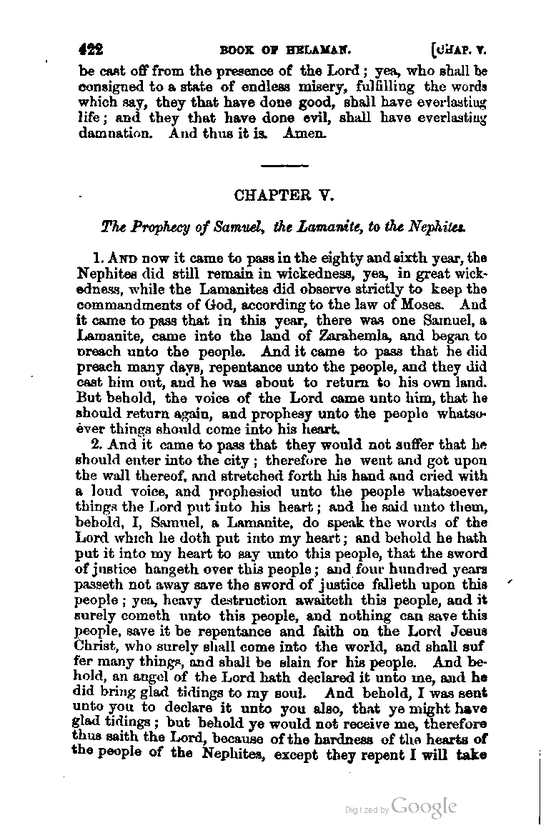 422 BOOK OF HELAMAN. [CHAP. V.
be cast off from the presence of the Lord; yea, who shall be
consigned to a state of endless misery, fulfilling the words
which say, they that have done good, shall have everlasting
life; and they that have done evil, shall have everlasting
damnation. And thus it is. Amen.
CHAPTER V.
The Prophecy of Samuel, the Lamanite, to the Nephites.
1. AND now it came to pass in the eighty and sixth year, the
Nephites did still remain in wickedness, yea, in great wick-
edness, while the Lamanites did observe strictly to keep the
commandments of God, according to the law of Moses. And
it came to pass that in this year, there was one Samuel, a
Lamanite, came into the land of Zarahemla, and began to
preach unto the people. And it came to pass that he did
preach many days, repentance unto the people, and they did
cast him out, and he was about to return to his own land.
But behold, the voice of the Lord came unto him, that he
should return again, and prophesy unto the people whatso-
ever things should come into his heart.
2. And it came to pass that they would not suffer that he
should enter into the city; therefore he went and got upon
the wall thereof, and stretched forth his hand and cried with
a loud voice, and prophesied unto the people whatsoever
things the Lord put into his heart; and he said unto them,
behold, I, Samuel, a Lamanite, do speak the words of the
Lord which he doth put into my heart; and behold he hath
put it into my heart to say unto this people, that the sword
of justice hangeth over this people; and four hundred years
passeth not away save the sword of justice falleth upon this
people; yea, heavy destruction awaiteth this people, and it
surely cometh unto this people, and nothing can save this
people, save it be repentance and faith on the Lord Jesus
Christ, who surely shall come into the world, and shall suf
fer many things, and shall be slain for his people. And be-
hold, an angel of the Lord hath declared it unto me, and he
did bring glad tidings to my soul. And behold, I was sent
unto you to declare it unto you also, that ye might have
glad tidings; but behold ye would not receive me, therefore
thus saith the Lord, because of the hardness of the hearts of
the people of the Nephites, except they repent I will take
Digitized by Google